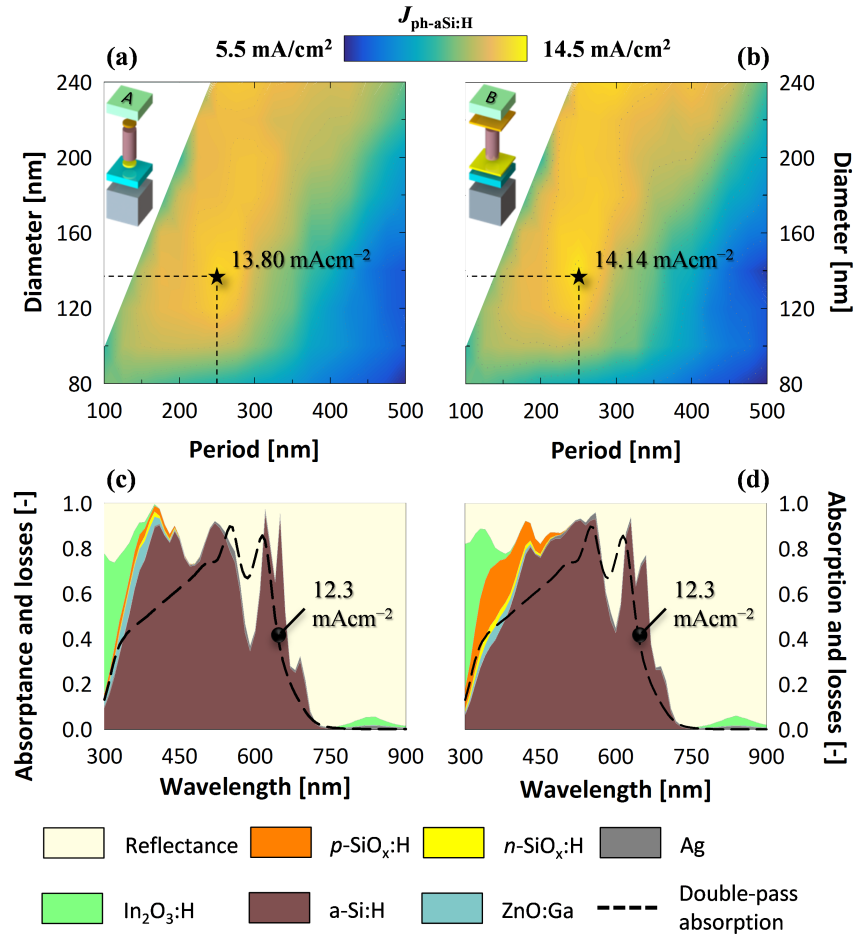 J_ph-aSi:H
(a) 5.5 mA/cm² 14.5 mA/cm² (b)
240 240
A B
200 200
Diameter [nm] Diameter [nm]
160 160
13.80 mAcm⁻² 14.14 mAcm⁻²
120 120
80 80
100 200 300 400 500 100 200 300 400 500
Period [nm] Period [nm]
(c) (d)
Absorptance and losses [-] Absorption and losses [-]
1.0 1.0
0.8 0.8
0.6 12.3 12.3 0.6
mAcm⁻² mAcm⁻²
0.4 0.4
0.2 0.2
0.0 0.0
300 450 600 750 900 300 450 600 750 900
Wavelength [nm] Wavelength [nm]
Reflectance p-SiOₓ:H n-SiOₓ:H Ag
In₂O₃:H a-Si:H ZnO:Ga Double-pass
absorption